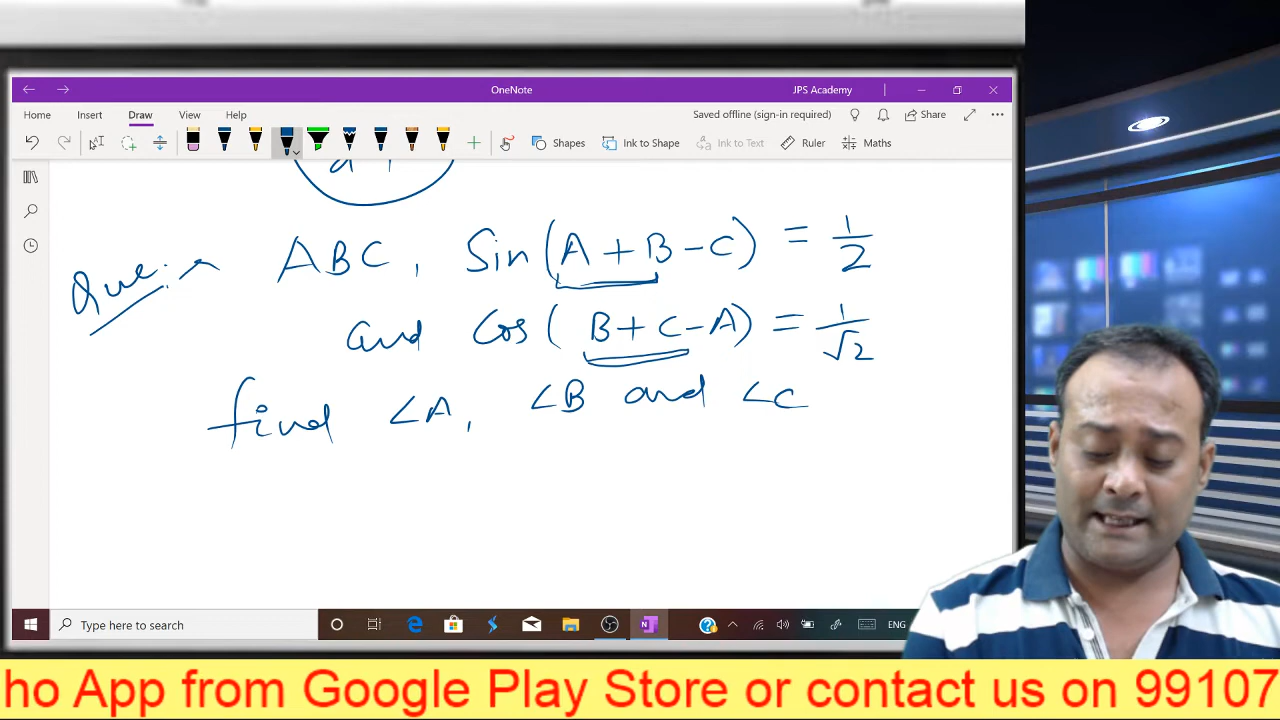 OneNote
JPS Academy
Home Insert Draw View Help
Saved offline (sign-in required)
Share
Shapes
Ink to Shape
Ink to Text
Ruler
Maths
Que:- ABC, Sin (A+B-C) = 1/2
and Cos (B+C-A) = 1/√2
find ∠A, ∠B and ∠C
Type here to search
ENG
ho App from Google Play Store or contact us on 99107